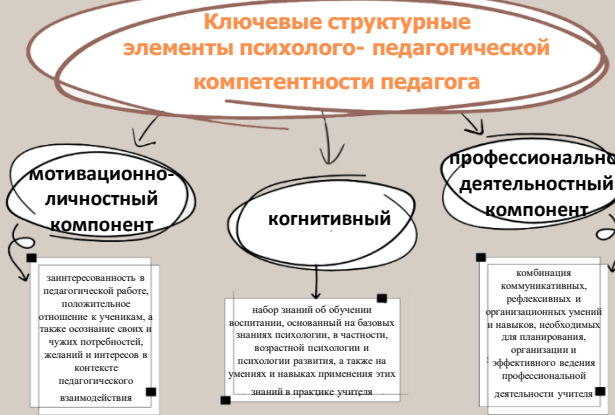 Ключевые структурные
элементы психолого- педагогической
компетентности педагога
мотивационно-
личностный
компонент
когнитивный
профессионально
деятельностный
компонент
заинтересованность в
педагогической работе,
положительное
отношение к ученикам, а
также осознание своих и
чужих потребностей,
желаний и интересов в
контексте
педагогического
взаимодействия
набор знаний об обучении
воспитании, основанный на базовых
знаниях психологии, в частности,
возрастной психологии и
психологии развития, а также на
умениях и навыках применения этих
знаний в практике учителя
комбинация
коммуникативных,
рефлексивных и
организационных умений
и навыков, необходимых
для планирования,
организации и
эффективного ведения
профессиональной
деятельности учителя